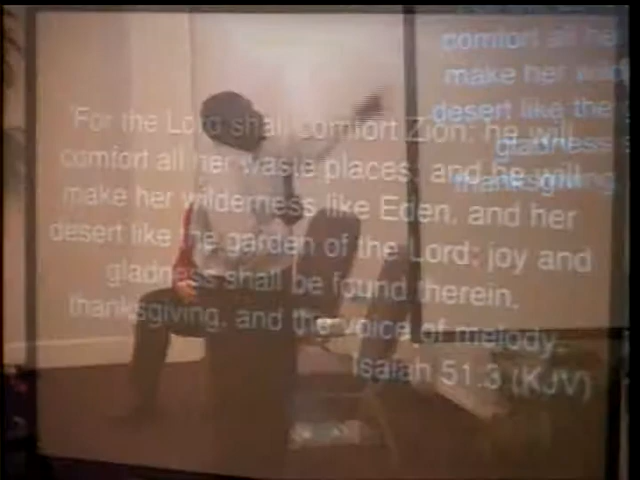 'For the Lord shall comfort Zion: he will
comfort all her waste places, and he will
make her wilderness like Eden, and her
desert like the garden of the Lord; joy and
gladness shall be found therein,
thanksgiving, and the voice of melody.
Isaiah 51:3 (KJV)
comfort all he
make her wild
desert like the g
gladness s
thanksgiving,